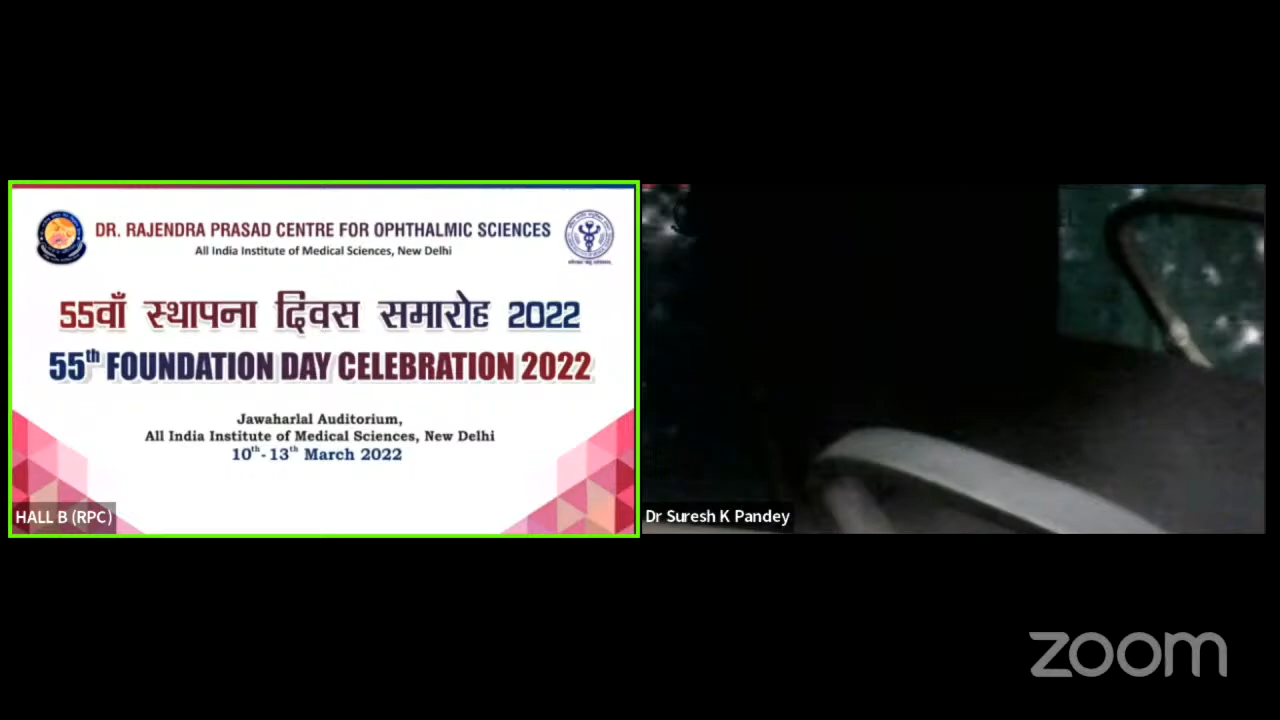 DR. RAJENDRA PRASAD CENTRE FOR OPHTHALMIC SCIENCES
All India Institute of Medical Sciences, New Delhi
55वाँ स्थापना दिवस समारोह 2022
55th FOUNDATION DAY CELEBRATION 2022
Jawaharlal Auditorium,
All India Institute of Medical Sciences, New Delhi
10th - 13th March 2022
HALL B (RPC)
Dr Suresh K Pandey
zoom